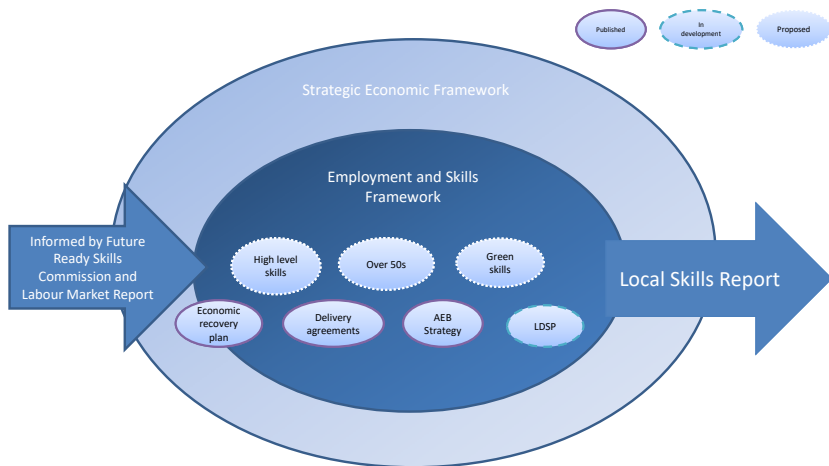 Published
In
development
Proposed
Strategic Economic Framework
Employment and Skills
Framework
Informed by Future
Ready Skills
Commission and
Labour Market Report
High level
skills
Over 50s
Green
skills
Economic
recovery
plan
Delivery
agreements
AEB
Strategy
LDSP
Local Skills Report